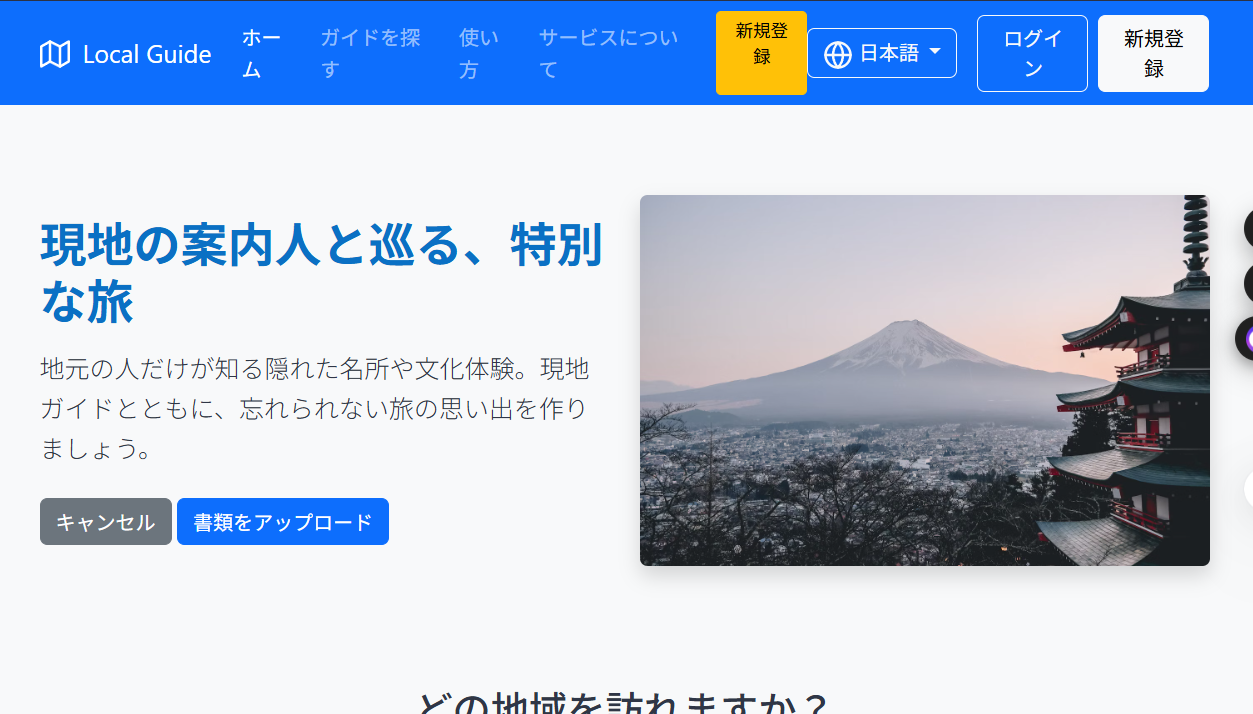 Local Guide
ホー
ム
ガイドを探
す
使い
方
サービスについ
て
新規登
録
日本語
ログイ
ン
新規登
録
現地の案内人と巡る、特別
な旅
地元の人だけが知る隠れた名所や文化体験。現地
ガイドとともに、忘れられない旅の思い出を作り
ましょう。
キャンセル
書類をアップロード
どの地域を訪れますか？